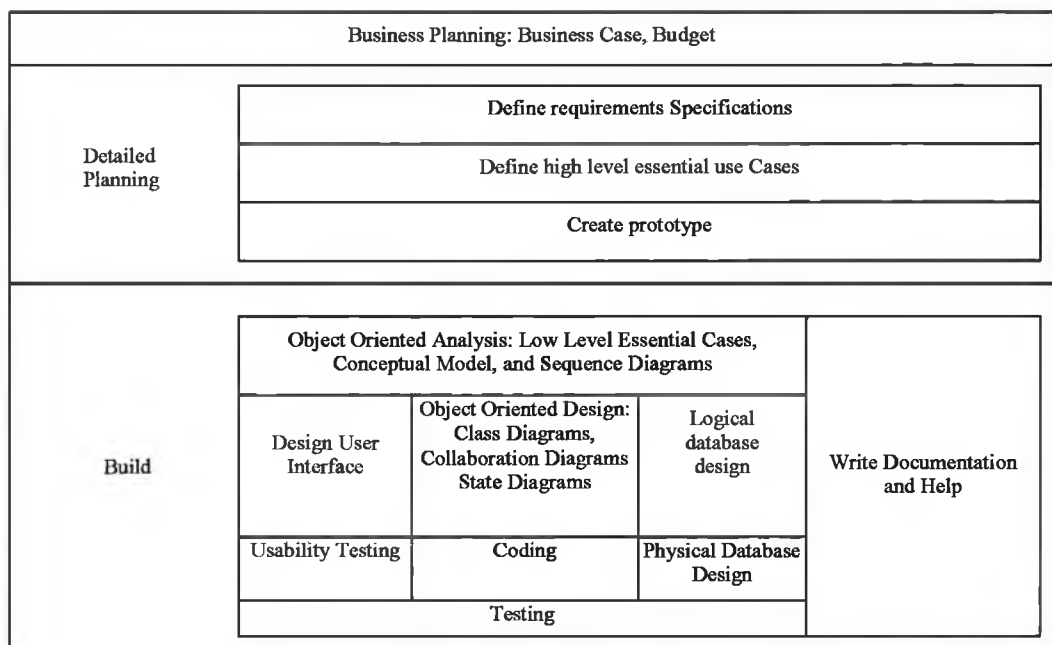 Business Planning: Business Case, Budget
Detailed
Planning
Define requirements Specifications
Define high level essential use Cases
Create prototype
Build
Object Oriented Analysis: Low Level Essential Cases,
Conceptual Model, and Sequence Diagrams
Design User
Interface
Object Oriented Design:
Class Diagrams,
Collaboration Diagrams
State Diagrams
Logical
database
design
Write Documentation
and Help
Usability Testing
Coding
Physical Database
Design
Testing